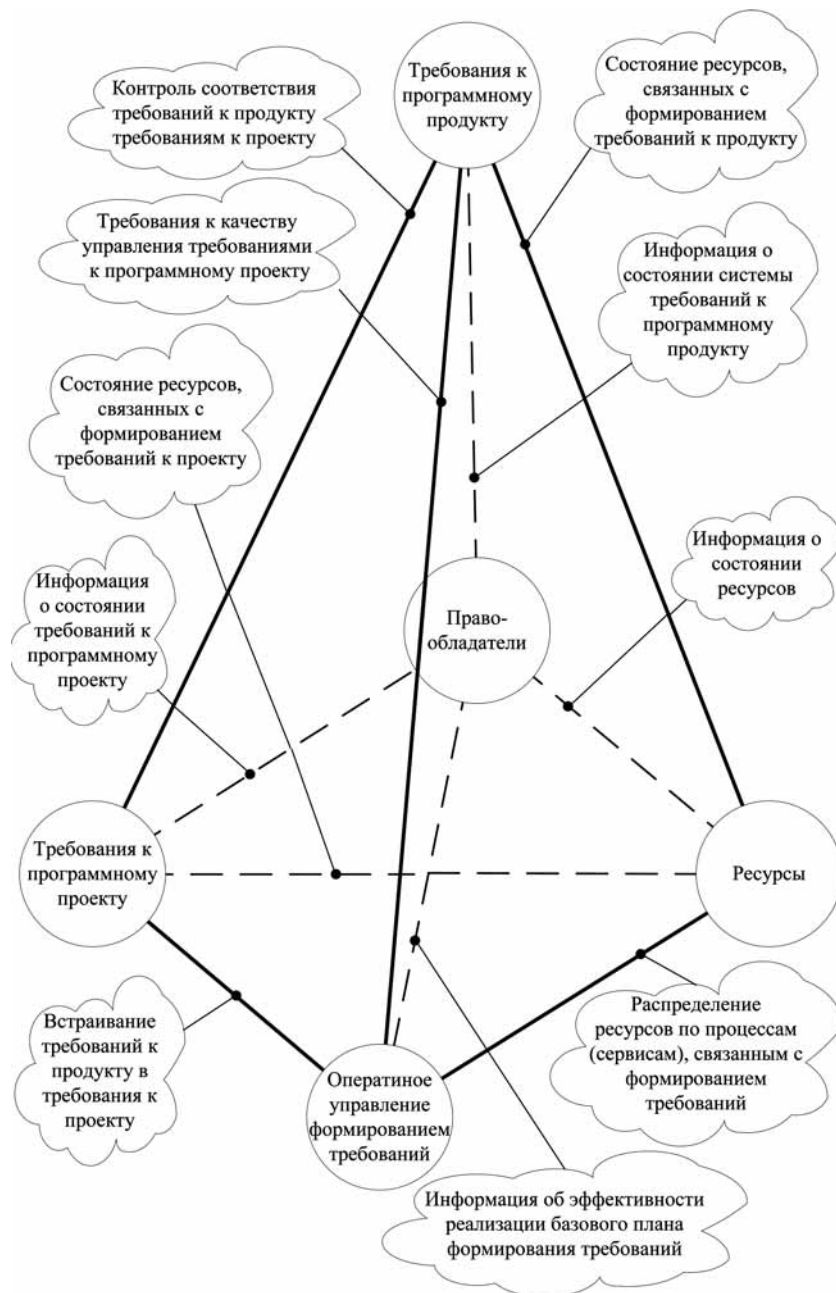 Контроль соответствия
требований к продукту
требованиям к проекту
Требования к
программному
продукту
Состояние ресурсов,
связанных с
формированием
требований к продукту
Требования к качеству
управления требованиями
к программному проекту
Информация о
состоянии системы
требований к
программному
продукту
Состояние ресурсов,
связанных с
формированием
требований к проекту
Информация о
состоянии
ресурсов
Информация
о состоянии
требований к
программному
проекту
Право-
обладатели
Требования к
программному
проекту
Ресурсы
Встраивание
требований к
продукту в
требования к
проекту
Оператиное
управление
формированием
требований
Распределение
ресурсов по процессам
(сервисам), связанным с
формированием
требований
Информация об эффективности
реализации базового плана
формирования требований